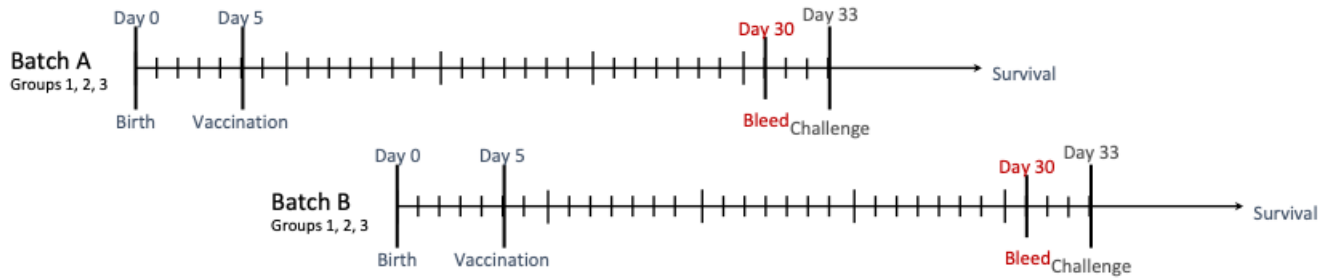 Day 0
Day 5
Day 30
Day 33
Batch A
Groups 1, 2, 3
Survival
Birth
Vaccination
Bleed
Challenge
Day 0
Day 5
Day 30
Day 33
Batch B
Groups 1, 2, 3
Survival
Birth
Vaccination
Bleed
Challenge